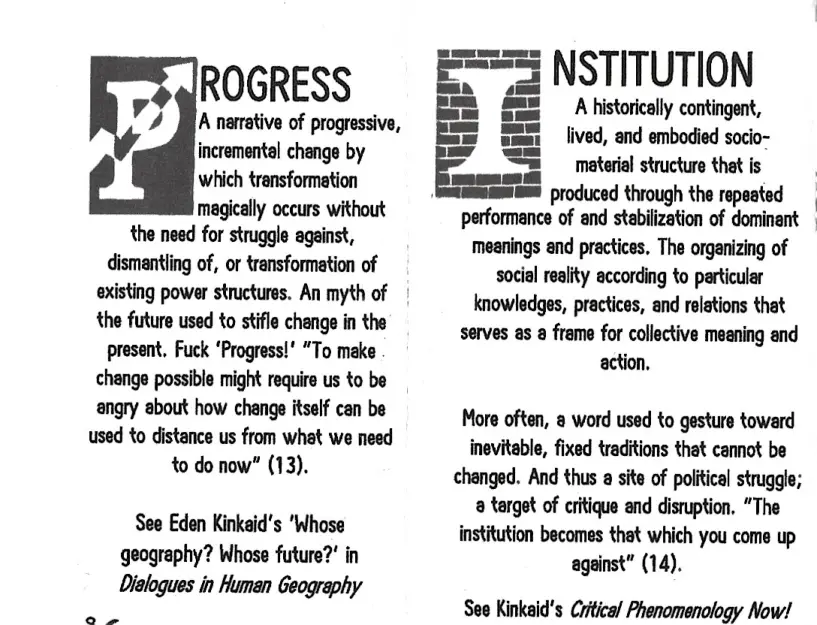 PROGRESS
A narrative of progressive,
incremental change by
which transformation
magically occurs without
the need for struggle against,
dismantling of, or transformation of
existing power structures. An myth of
the future used to stifle change in the
present. Fuck 'Progress!' "To make
change possible might require us to be
angry about how change itself can be
used to distance us from what we need
to do now" (13).
See Eden Kinkaid's 'Whose
geography? Whose future?' in
Dialogues in Human Geography
INSTITUTION
A historically contingent,
lived, and embodied socio-
material structure that is
produced through the repeated
performance of and stabilization of dominant
meanings and practices. The organizing of
social reality according to particular
knowledges, practices, and relations that
serves as a frame for collective meaning and
action.
More often, a word used to gesture toward
inevitable, fixed traditions that cannot be
changed. And thus a site of political struggle;
a target of critique and disruption. "The
institution becomes that which you come up
against" (14).
See Kinkaid's Critical Phenomenology Now!